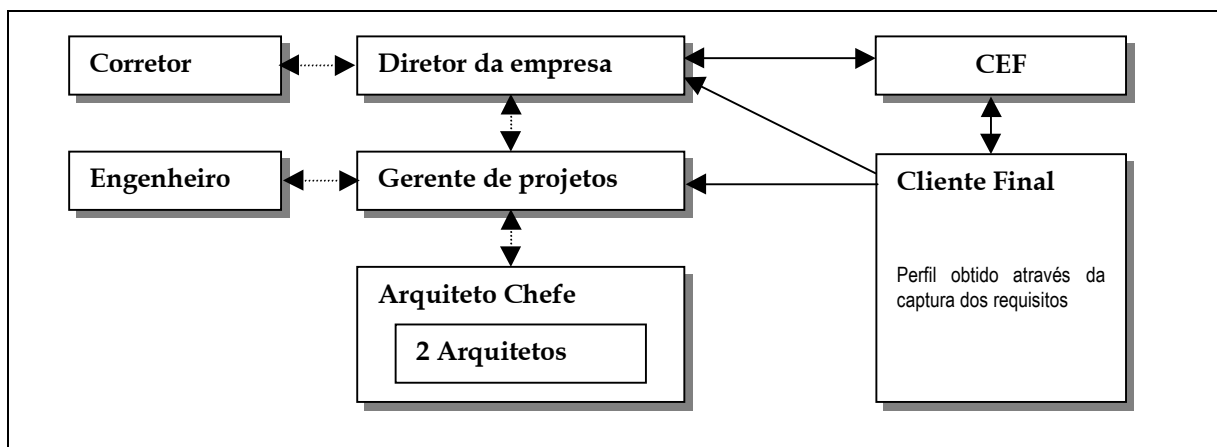 Corretor
Diretor da empresa
CEF
Engenheiro
Gerente de projetos
Cliente Final
Perfil obtido através da
captura dos requisitos
Arquiteto Chefe
2 Arquitetos